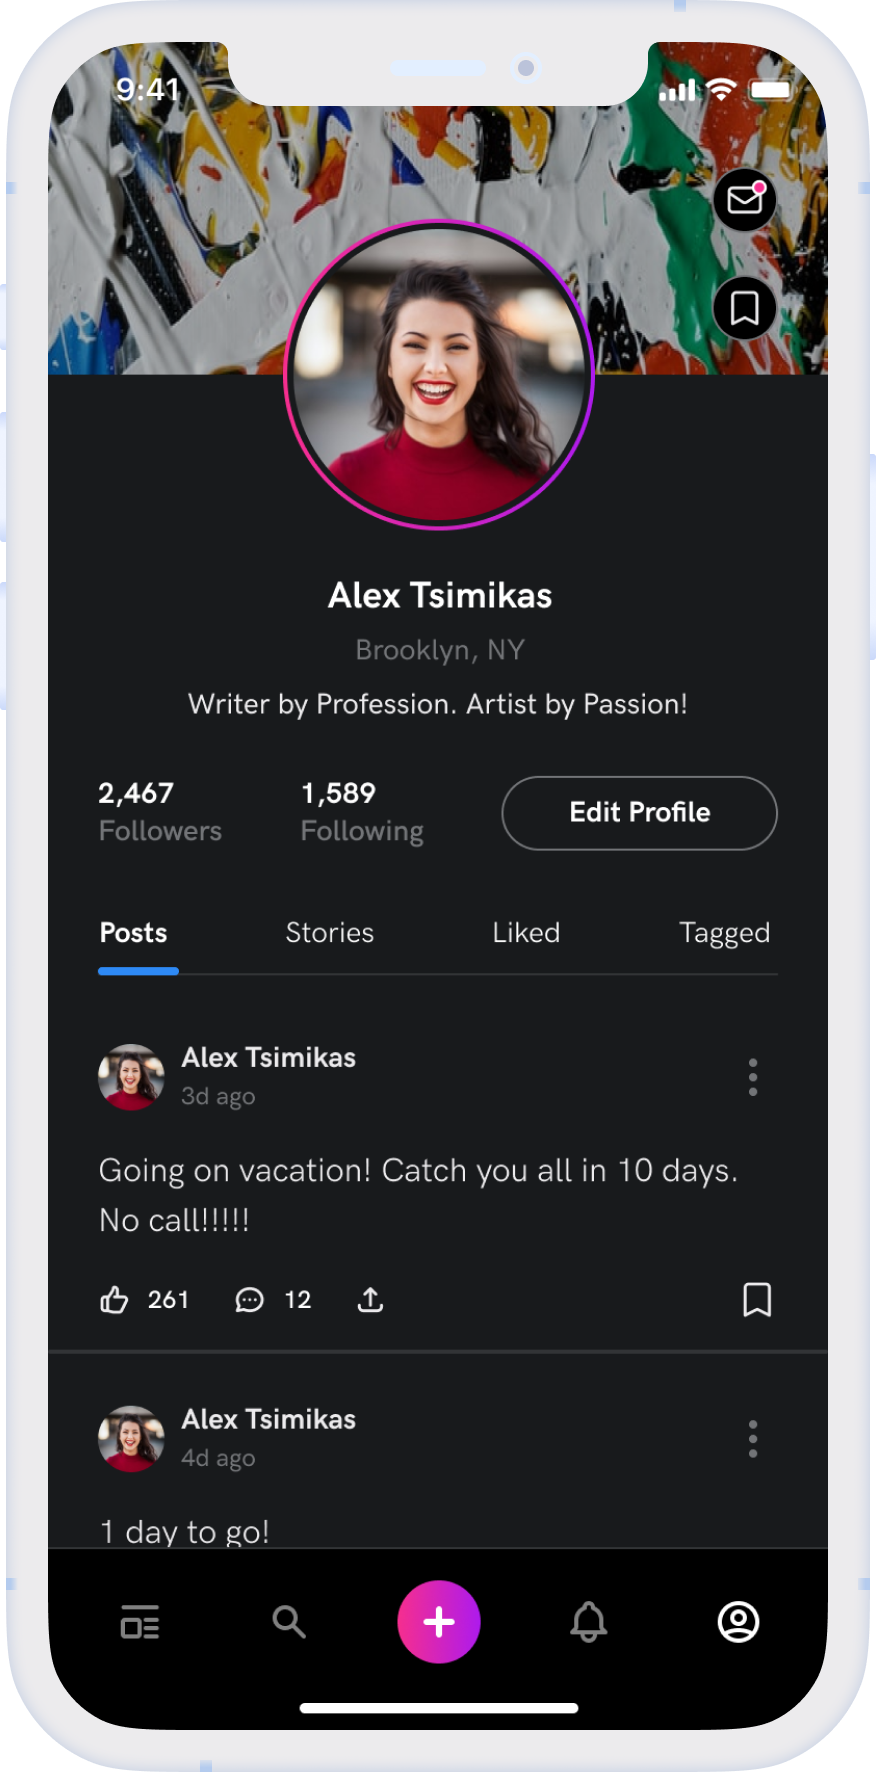 9:41
Alex Tsimikas
Brooklyn, NY
Writer by Profession. Artist by Passion!
2,467
Followers
1,589
Following
Edit Profile
Posts
Stories
Liked
Tagged
Alex Tsimikas
3d ago
Going on vacation! Catch you all in 10 days.
No call!!!!!
261
12
Alex Tsimikas
4d ago
1 day to go!